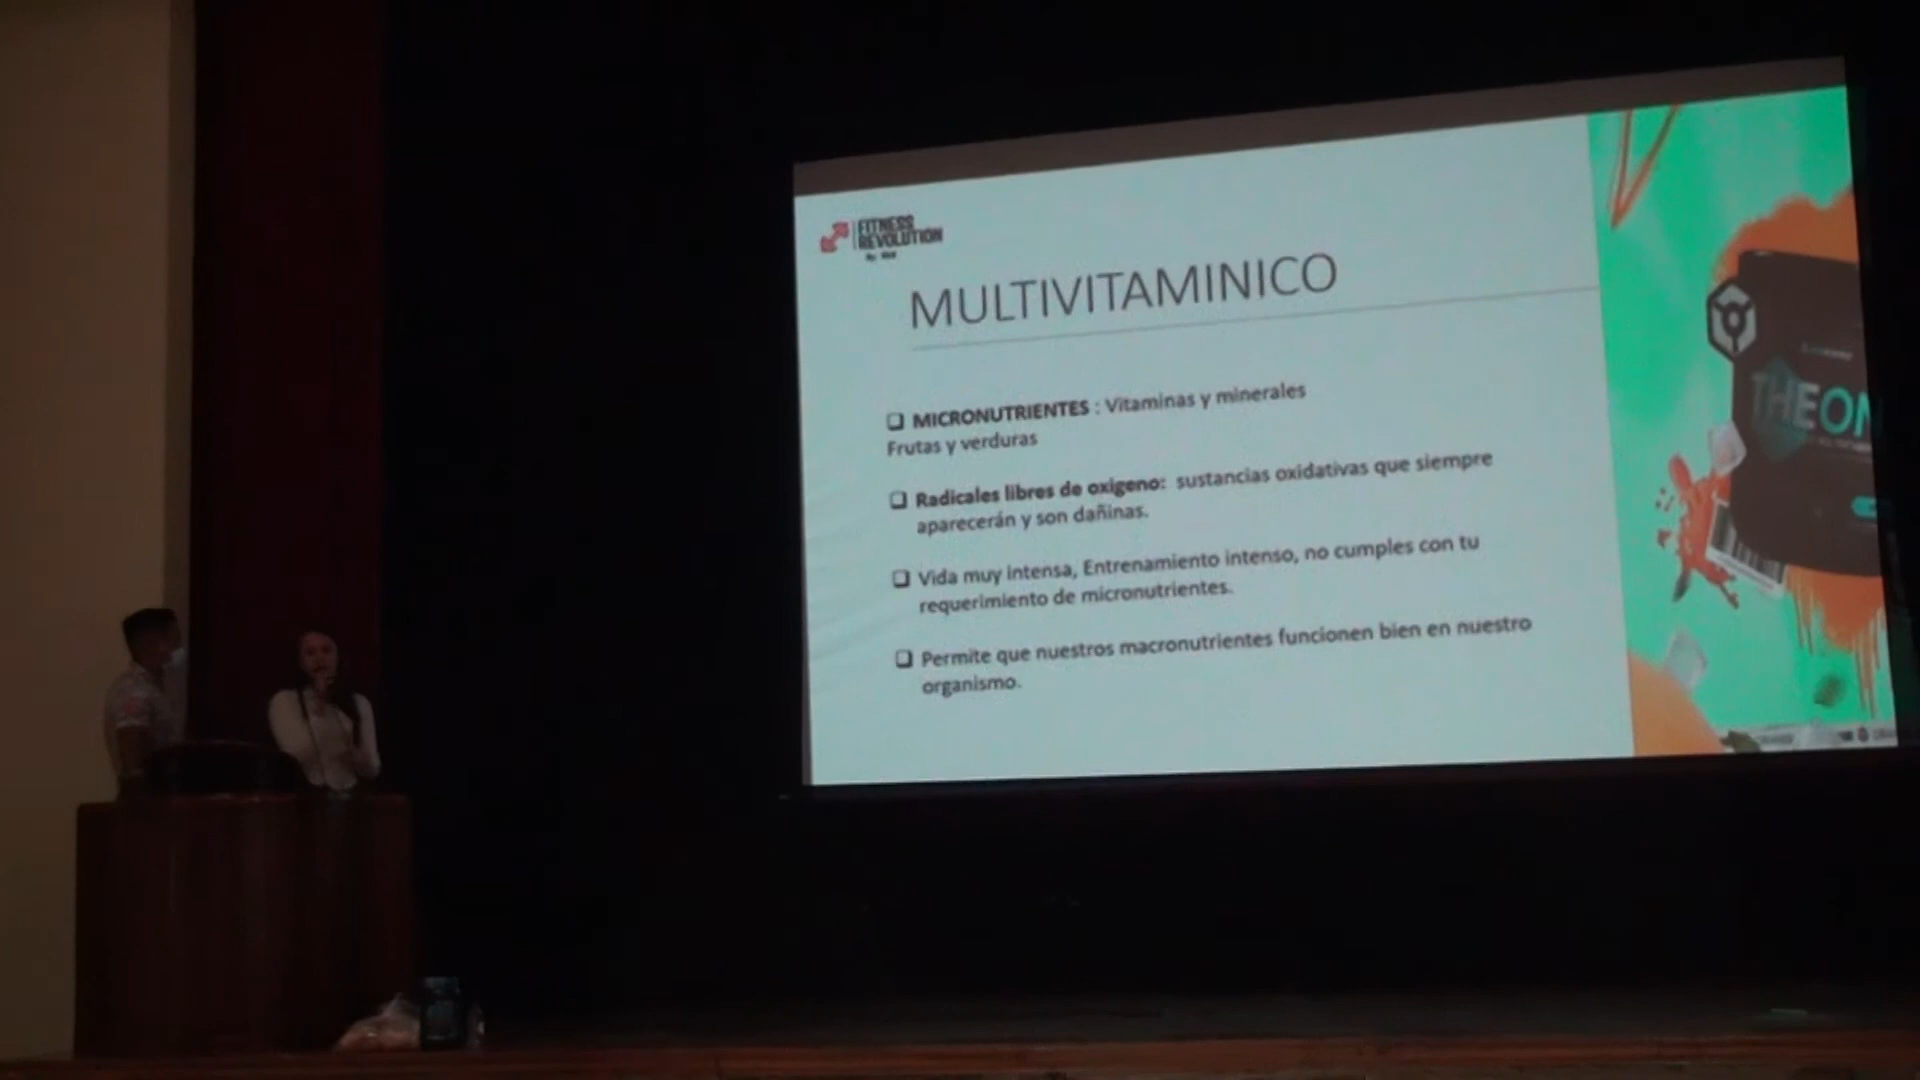 FITNESS
REVOLUTION
MULTIVITAMINICO
❑ MICRONUTRIENTES : Vitaminas y minerales
Frutas y verduras
❑ Radicales libres de oxigeno: sustancias oxidativas que siempre
aparecerán y son dañinas.
❑ Vida muy intensa, Entrenamiento intenso, no cumples con tu
requerimiento de micronutrientes.
❑ Permite que nuestros macronutrientes funcionen bien en nuestro
organismo.